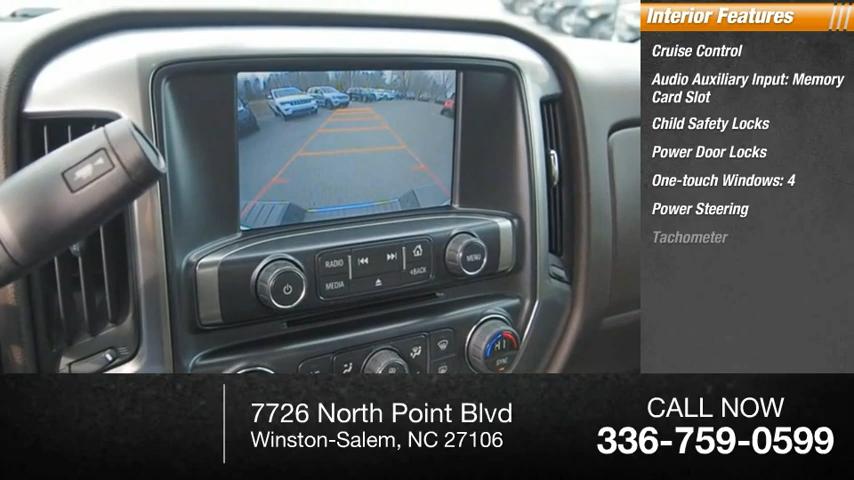 Interior Features
Cruise Control
Audio Auxiliary Input: Memory
Card Slot
Child Safety Locks
Power Door Locks
One-touch Windows: 4
Power Steering
Tachometer
RADIO
MEDIA
BACK
MENU
HI
SYNC
7726 North Point Blvd
Winston-Salem, NC 27106
CALL NOW
336-759-0599